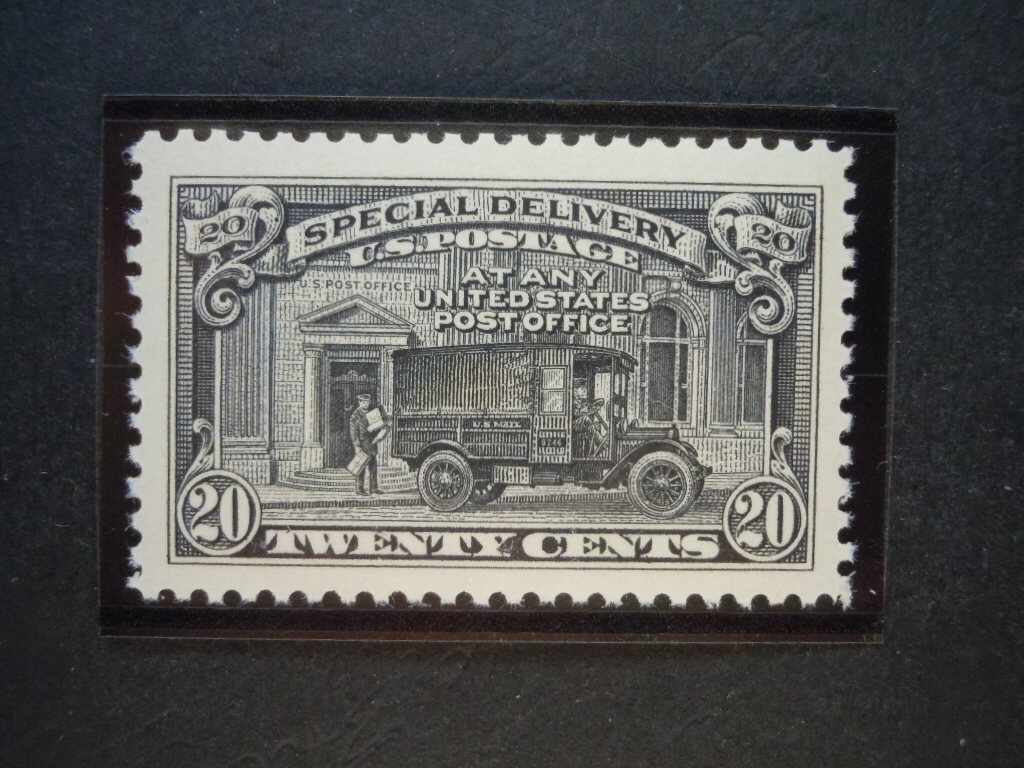 20
SPECIAL DELIVERY
20
U.S. POSTAGE
AT ANY
U.S. POST OFFICE
UNITED STATES
POST OFFICE
U.S. MAIL
20
TWENTY CENTS
20